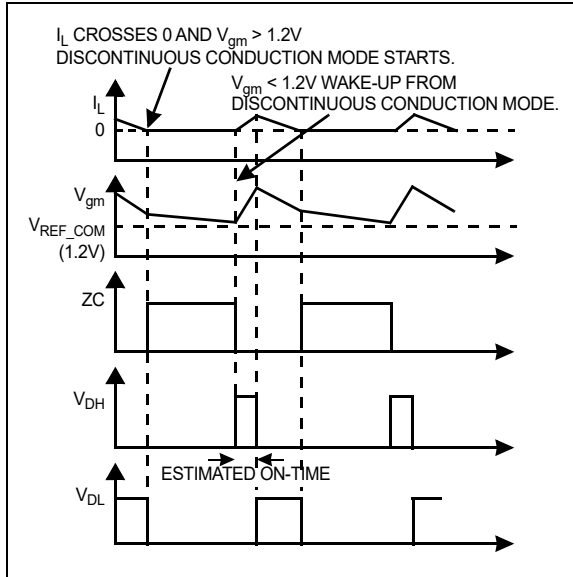 I_L CROSSES 0 AND V_gm > 1.2V
DISCONTINUOUS CONDUCTION MODE STARTS.
V_gm < 1.2V WAKE-UP FROM
DISCONTINUOUS CONDUCTION MODE.
I_L
0
V_gm
V_REF_COM
(1.2V)
ZC
V_DH
ESTIMATED ON-TIME
V_DL